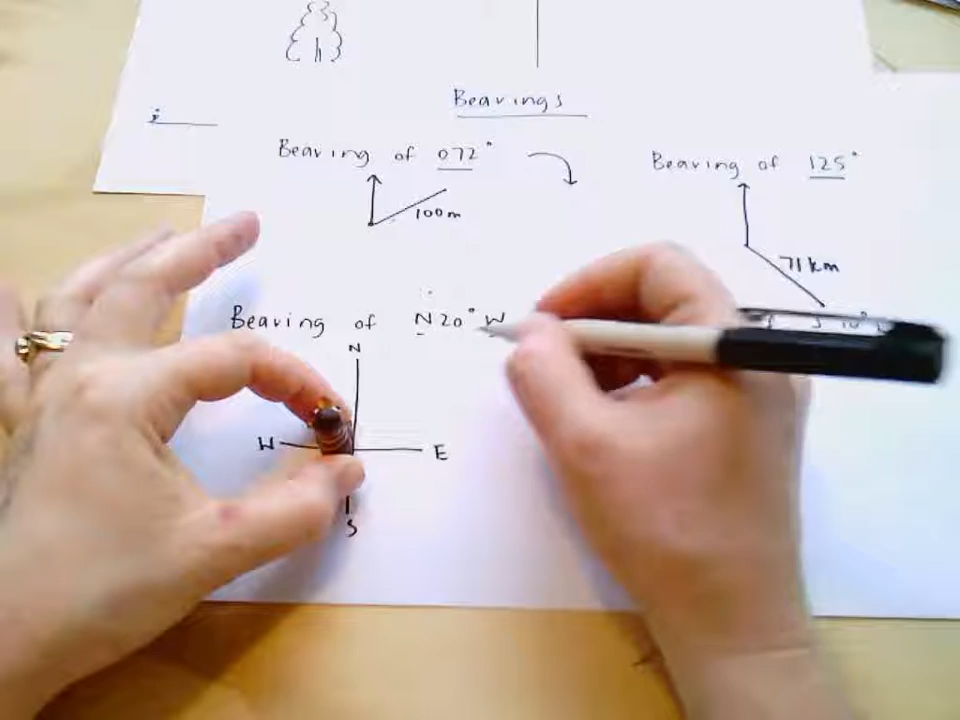 Bearings
Bearing of 072°
100m
Bearing of 125°
71km
Bearing of N20°W
N
W
E
S